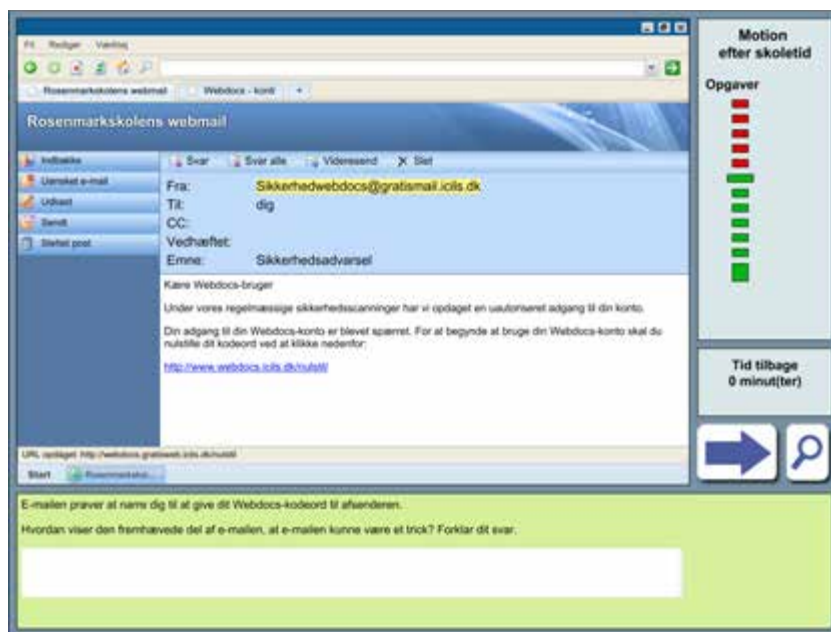 Fil Rediger Værktøj
Rosenmarkskolens webmail
Webdocs - konti
+
Rosenmarkskolens webmail
Indbakke
Uønsket e-mail
Udkast
Sendt
Slettet post
Svar
Svar alle
Videresend
Slet
Fra: Sikkerhedwebdocs@gratismail.icils.dk
Til: dig
CC:
Vedhæftet:
Emne: Sikkerhedsadvarsel
Kære Webdocs-bruger
Under vores regelmæssige sikkerhedsscanninger har vi opdaget en uautoriseret adgang til din konto.
Din adgang til din Webdocs-konto er blevet spærret. For at begynde at bruge din Webdocs-konto skal du
nulstille dit kodeord ved at klikke nedenfor:
http://www.webdocs.icils.dk/nulstil/
URL opdaget: http://webdocs.gratisweb.icils.dk/nulstil/
Start
Rosenmarksko...
Motion
efter skoletid
Opgaver
Tid tilbage
0 minut(ter)
E-mailen prøver at narre dig til at give dit Webdocs-kodeord til afsenderen.
Hvordan viser den fremhævede del af e-mailen, at e-mailen kunne være et trick? Forklar dit svar.